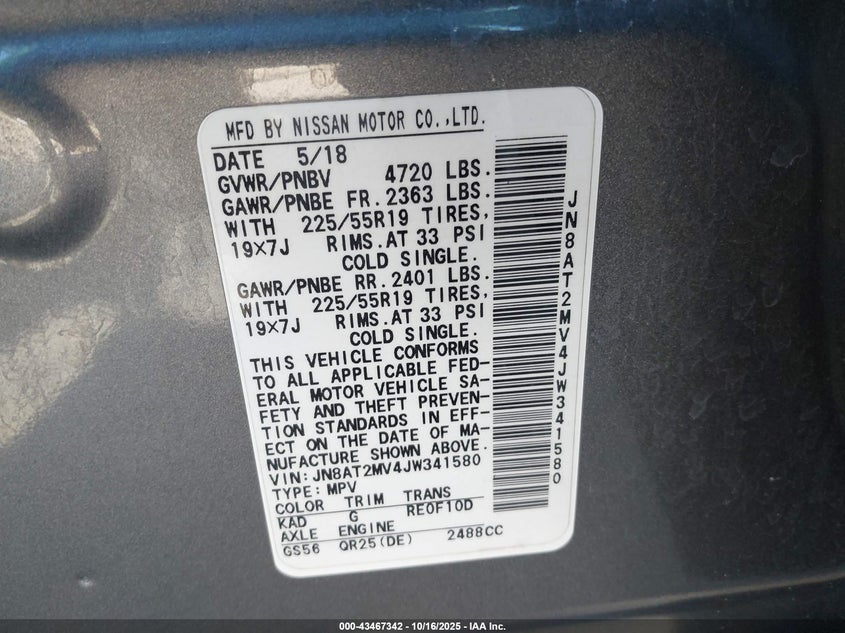 MFD BY NISSAN MOTOR CO.,LTD.
DATE 5/18
GVWR/PNBV 4720 LBS.
GAWR/PNBE FR. 2363 LBS.
WITH 225/55R19 TIRES,
19×7J RIMS.AT 33 PSI
COLD SINGLE.
GAWR/PNBE RR. 2401 LBS.
WITH 225/55R19 TIRES,
19×7J RIMS.AT 33 PSI
COLD SINGLE.
THIS VEHICLE CONFORMS
TO ALL APPLICABLE FED-
ERAL MOTOR VEHICLE SA-
FETY AND THEFT PREVEN-
TION STANDARDS IN EFF-
ECT ON THE DATE OF MA-
NUFACTURE SHOWN ABOVE.
VIN: JN8AT2MV4JW341580
TYPE: MPV
COLOR TRIM TRANS
KAD G RE0F10D
AXLE ENGINE
GS56 QR25(DE) 2488CC
JN8AT2MV4JW341580
000-43467342 - 10/16/2025 - IAA Inc.